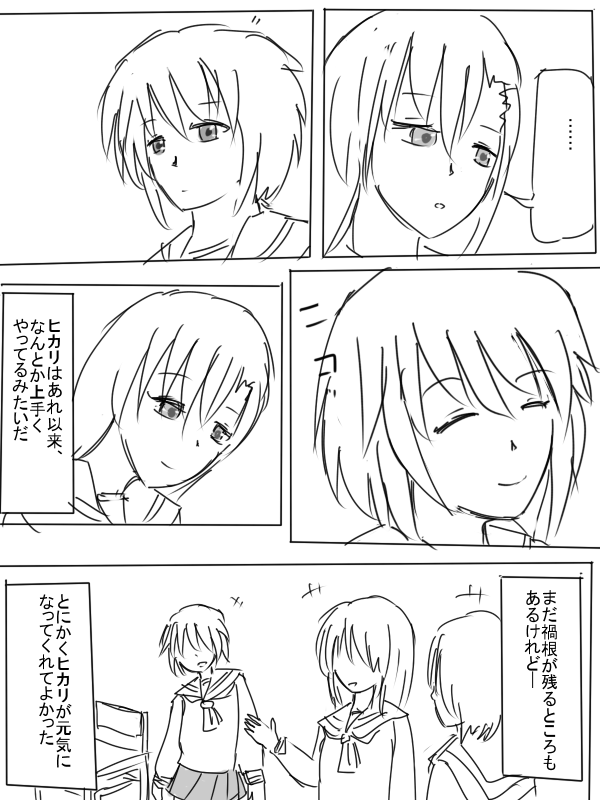 ……
ヒカリはあれ以来、
なんとか上手く
やってるみたいだ
まだ禍根が残るところも
あるけれど―
とにかくヒカリが元気に
なってくれてよかった